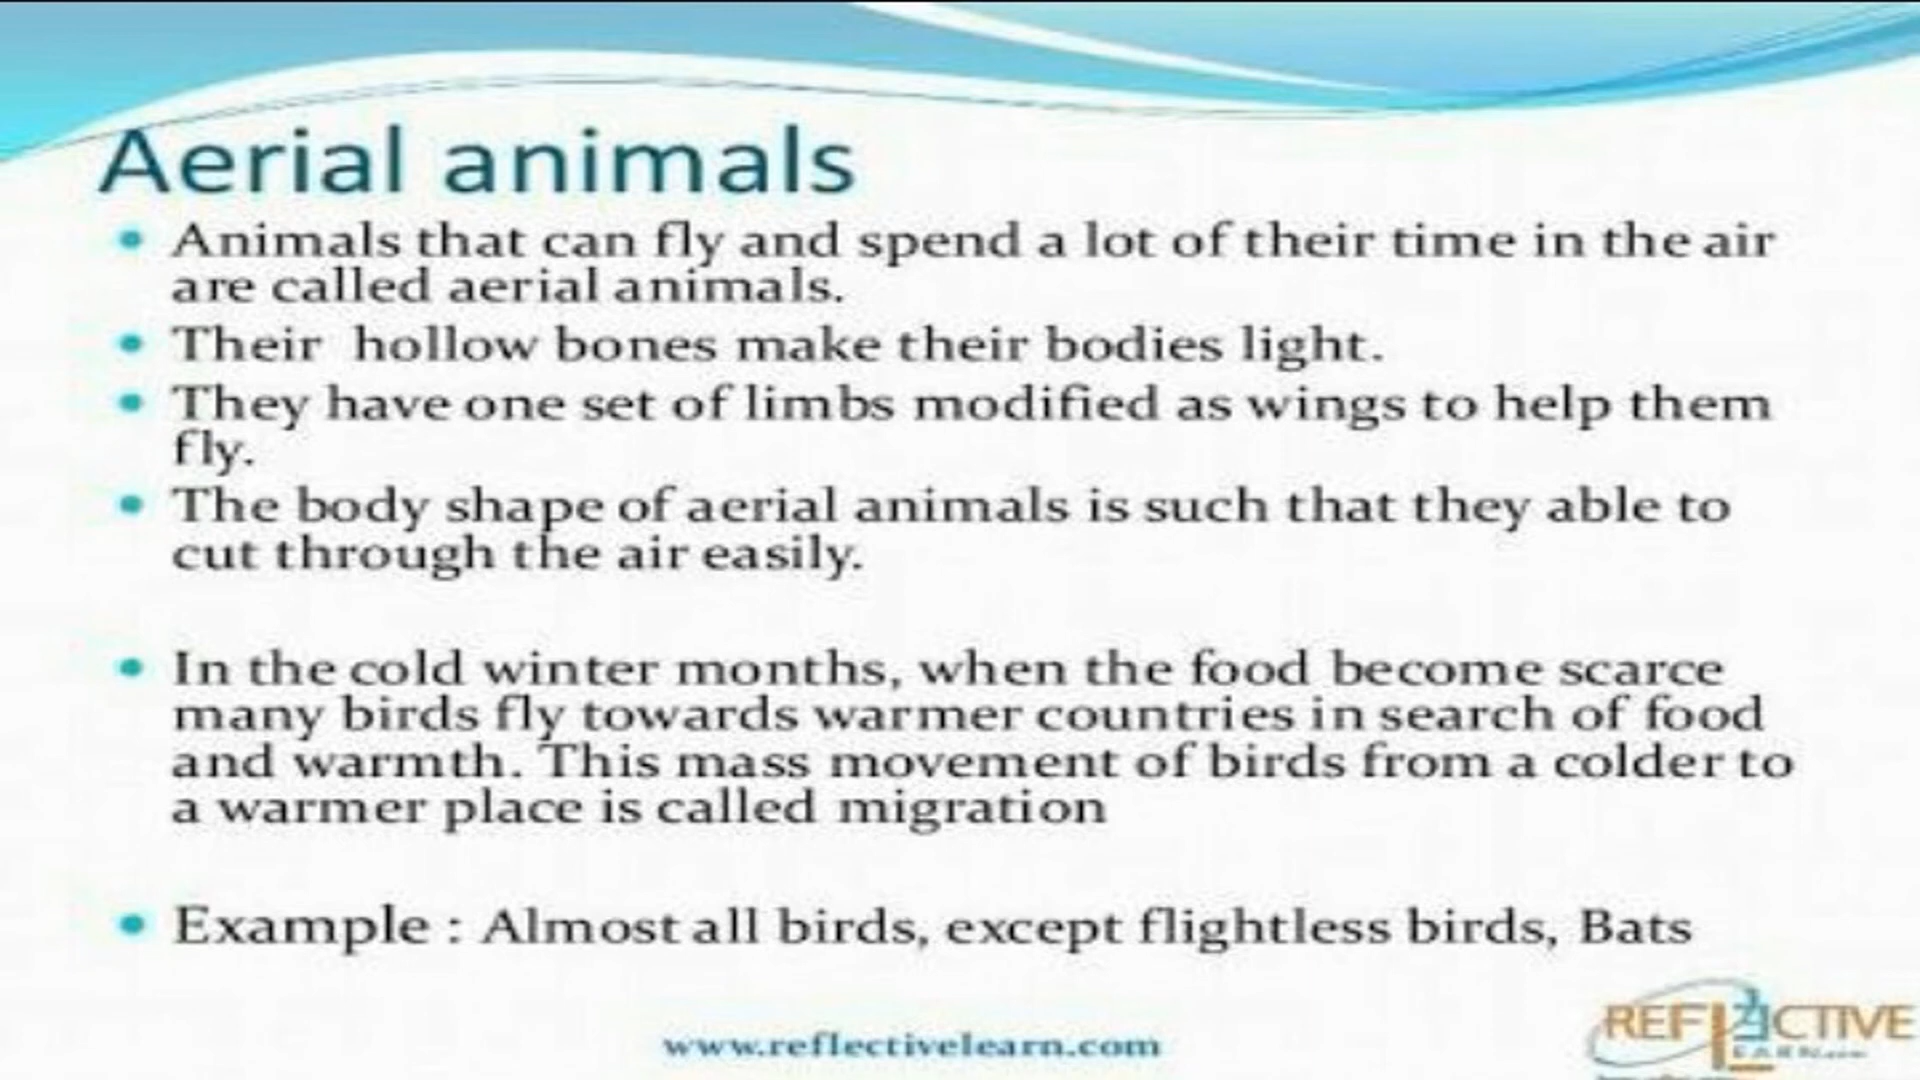 Aerial animals
• Animals that can fly and spend a lot of their time in the air
are called aerial animals.
• Their hollow bones make their bodies light.
• They have one set of limbs modified as wings to help them
fly.
• The body shape of aerial animals is such that they able to
cut through the air easily.
• In the cold winter months, when the food become scarce
many birds fly towards warmer countries in search of food
and warmth. This mass movement of birds from a colder to
a warmer place is called migration
• Example : Almost all birds, except flightless birds, Bats
www.reflectivelearn.com
REFLECTIVE